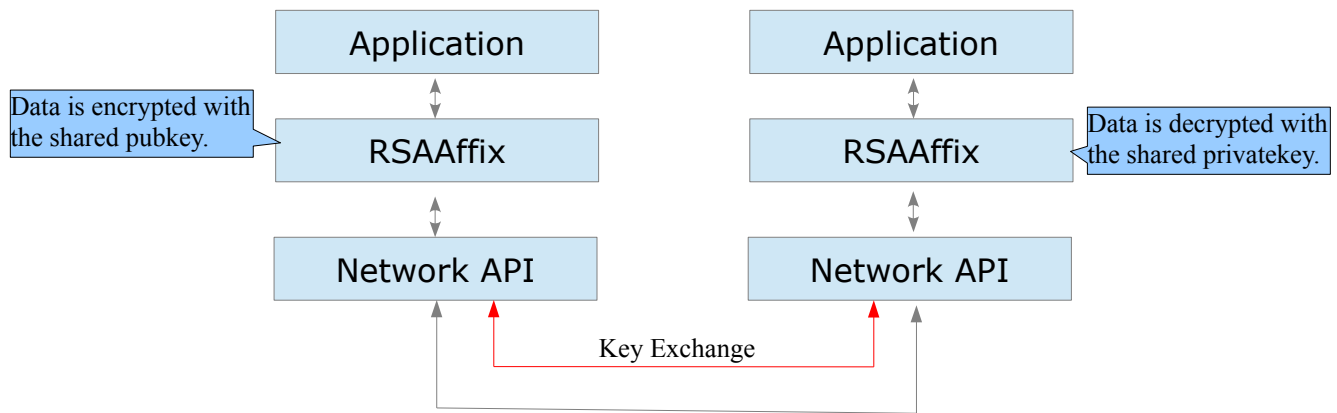 Application
Application
Data is encrypted with
the shared pubkey.
RSAAffix
RSAAffix
Data is decrypted with
the shared privatekey.
Network API
Network API
Key Exchange